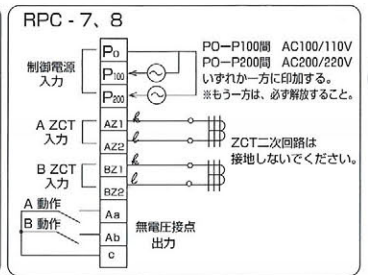 RPC - 7、8
Po
P100
P200
AZ1
AZ2
BZ1
BZ2
Aa
Ab
c
制御電源
入力
A ZCT
入力
B ZCT
入力
A 動作
B 動作
k
ℓ
k
ℓ
PO－P100間 AC100/110V
PO－P200間 AC200/220V
いずれか一方に印加する。
※もう一方は、必ず解放すること。
ZCT二次回路は
接地しないでください。
無電圧接点
出力